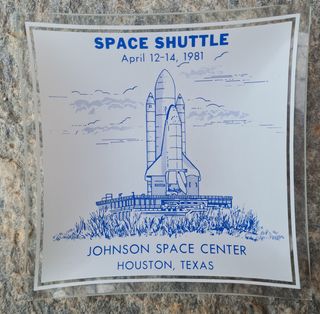 SPACE SHUTTLE
April 12-14, 1981
JOHNSON SPACE CENTER
HOUSTON, TEXAS